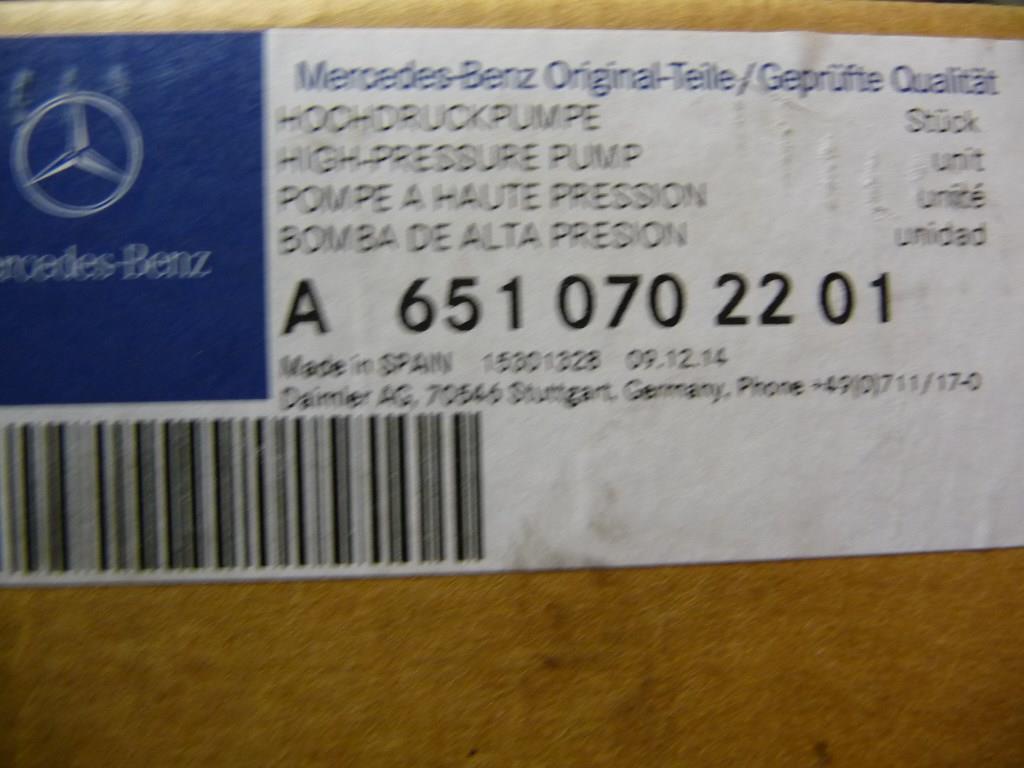 Mercedes-Benz Original-Teile/Geprüfte Qualität
HOCHDRUCKPUMPE Stück
HIGH-PRESSURE PUMP unit
POMPE A HAUTE PRESSION unité
BOMBA DE ALTA PRESION unidad
ercedes-Benz
A 651 070 22 01
Made in SPAIN 15301328 09.12.14
Daimler AG, 70546 Stuttgart, Germany, Phone +49(0)711/17-0